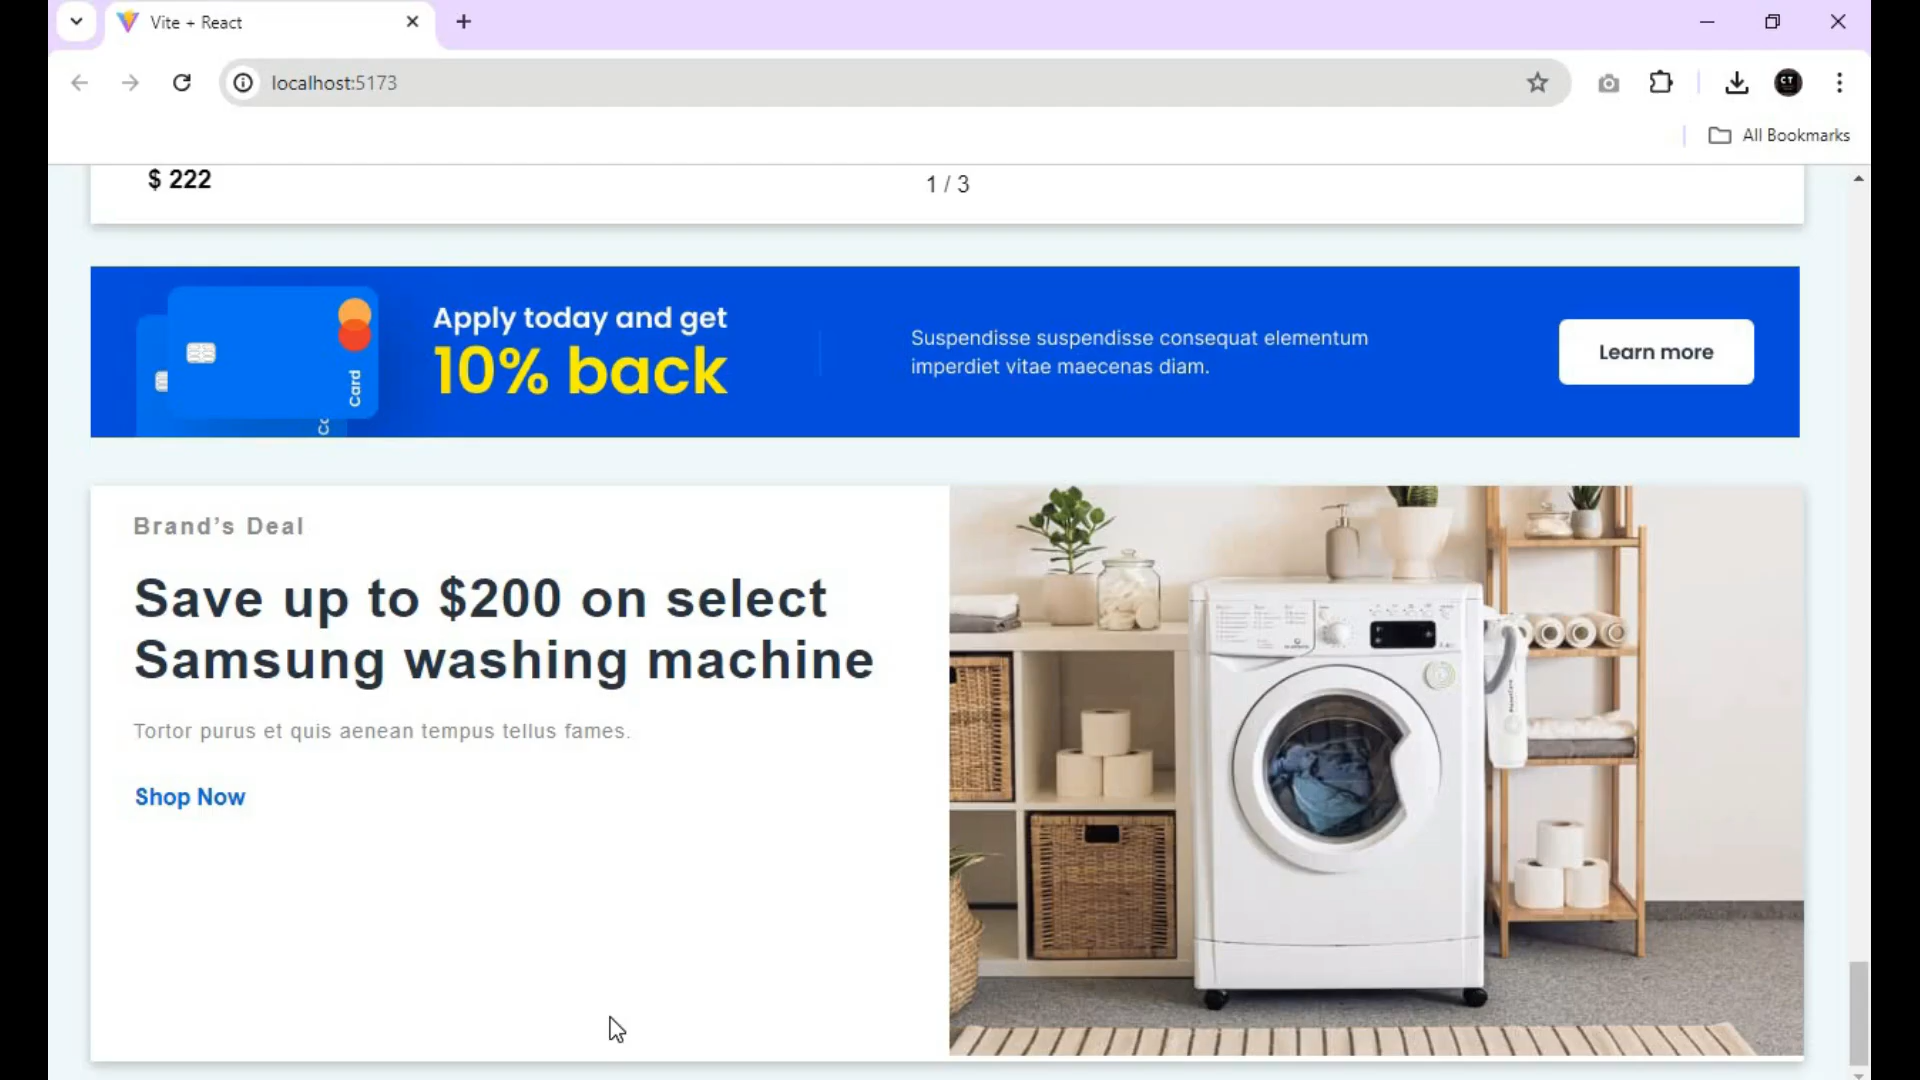 Vite + React
localhost:5173
CT
All Bookmarks
$ 222
1 / 3
Apply today and get
10% back
Card
Suspendisse suspendisse consequat elementum
imperdiet vitae maecenas diam.
Learn more
Brand’s Deal
Save up to $200 on select
Samsung washing machine
Tortor purus et quis aenean tempus tellus fames.
Shop Now